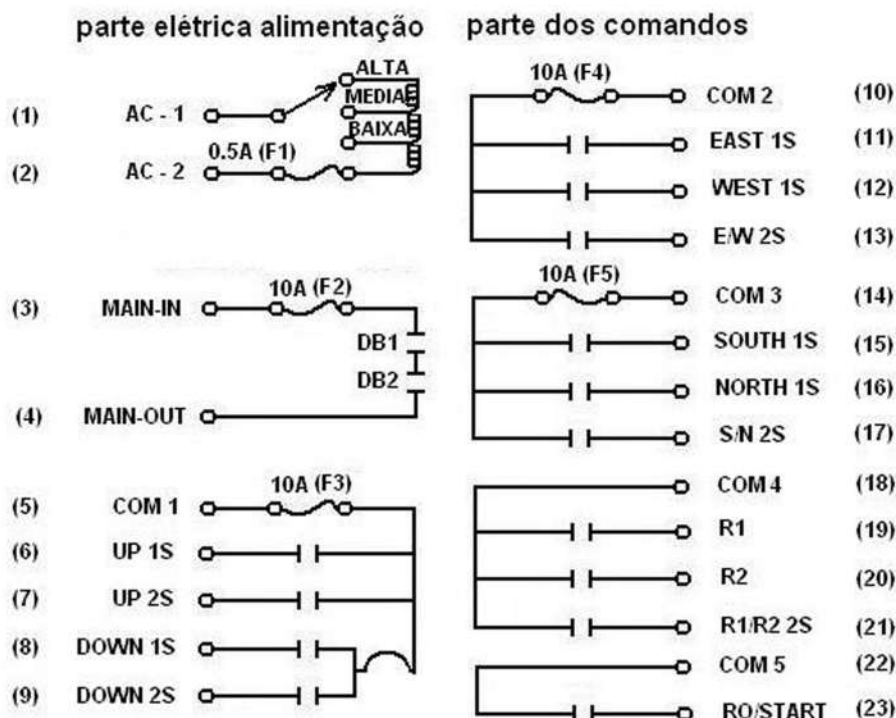 parte elétrica alimentação
ALTA
MEDIA
(1) AC - 1
BAIXA
0.5A (F1)
(2) AC - 2
10A (F2)
(3) MAIN-IN
DB1
DB2
(4) MAIN-OUT
10A (F3)
(5) COM 1
(6) UP 1S
(7) UP 2S
(8) DOWN 1S
(9) DOWN 2S
parte dos comandos
10A (F4)
COM 2 (10)
EAST 1S (11)
WEST 1S (12)
E/W 2S (13)
10A (F5)
COM 3 (14)
SOUTH 1S (15)
NORTH 1S (16)
S/N 2S (17)
COM 4 (18)
R1 (19)
R2 (20)
R1/R2 2S (21)
COM 5 (22)
RO/START (23)